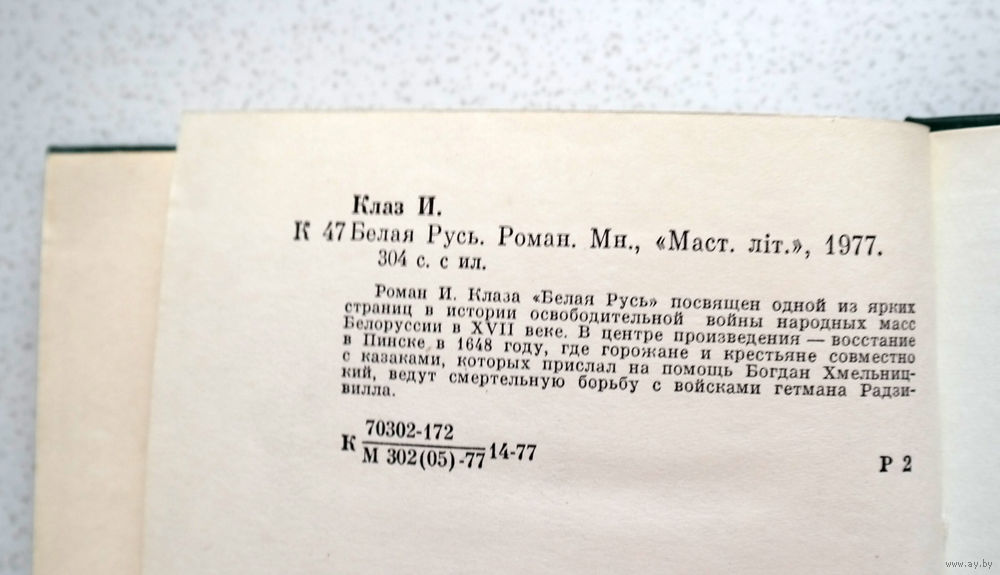 Клаз И.
К 47 Белая Русь. Роман. Мн., «Маст. літ.», 1977.
304 с. с ил.
Роман И. Клаза «Белая Русь» посвящен одной из ярких
страниц в истории освободительной войны народных масс
Белоруссии в XVII веке. В центре произведения — восстание
в Пинске в 1648 году, где горожане и крестьяне совместно
с казаками, которых прислал на помощь Богдан Хмельниц-
кий, ведут смертельную борьбу с войсками гетмана Радзи-
вилла.
70302-172
К 14-77
М 302(05)-77
Р 2
www.ay.by